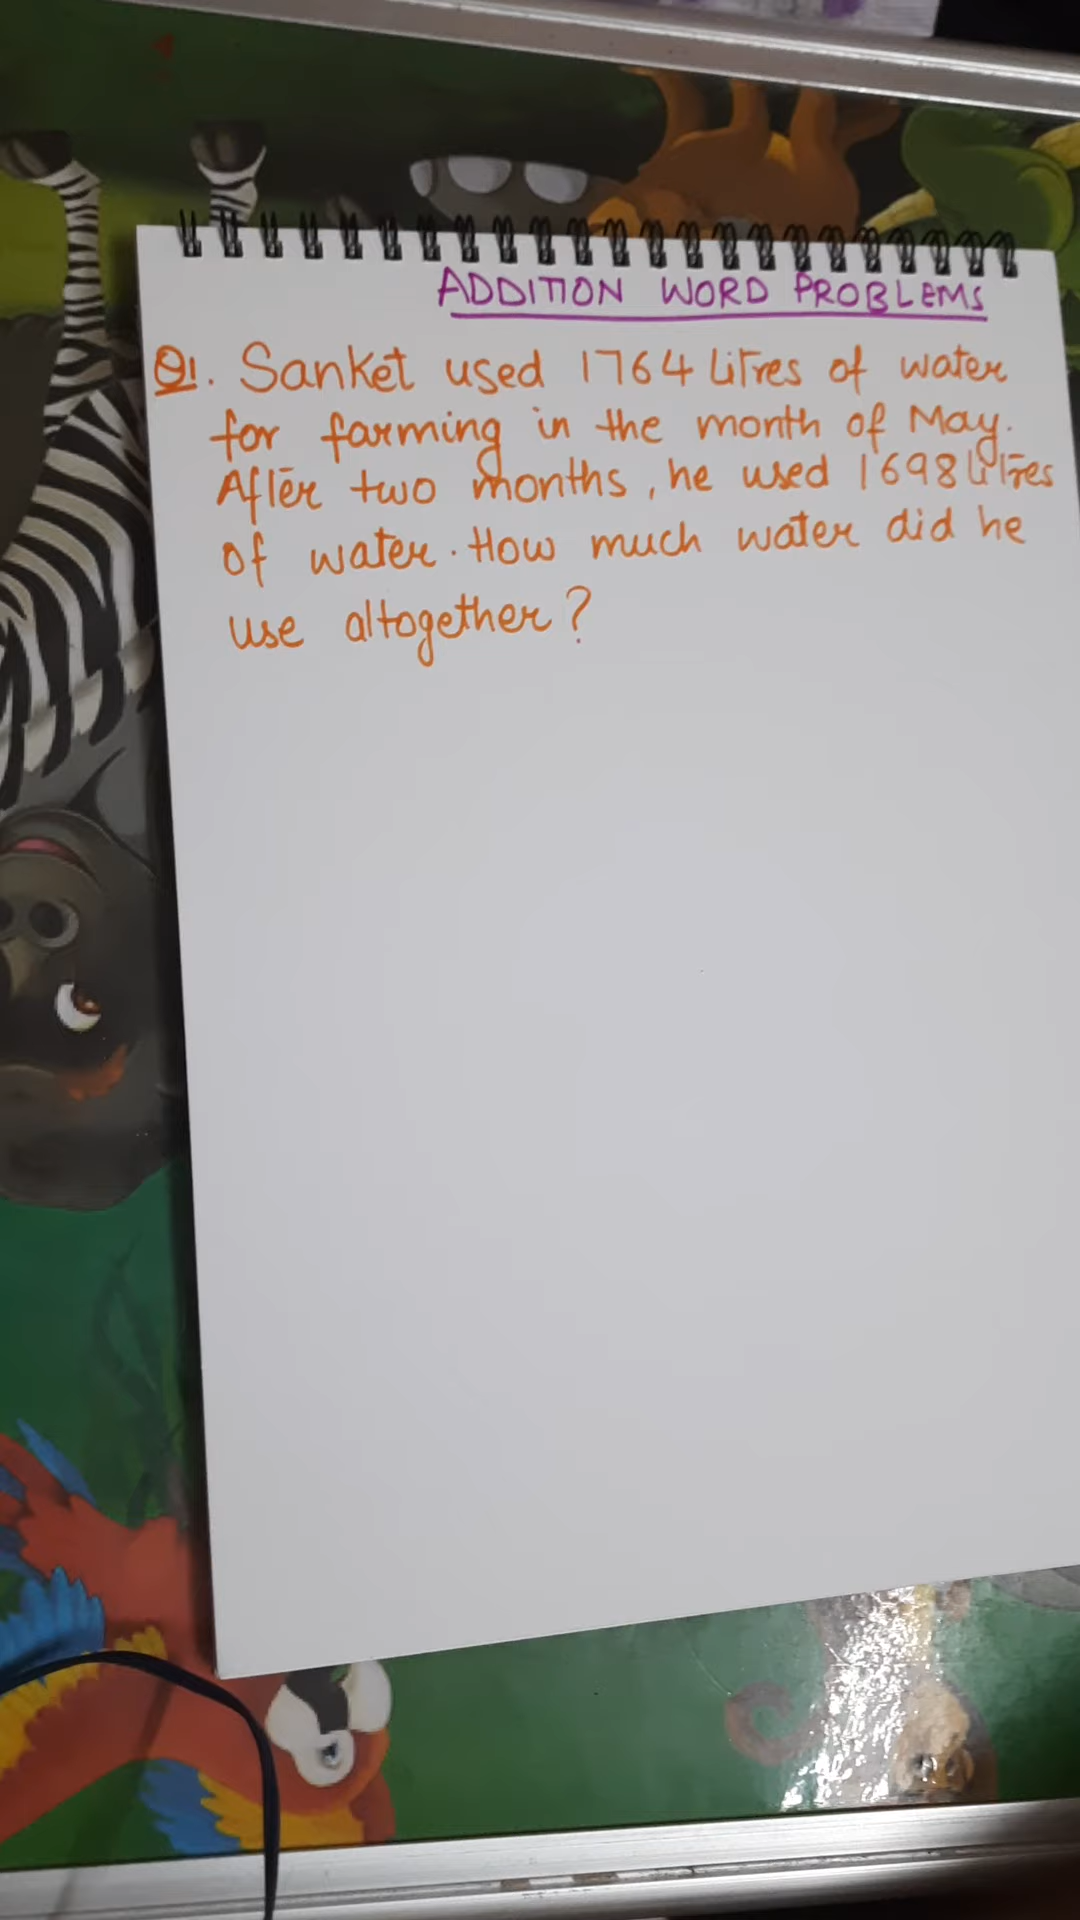 ADDITION WORD PROBLEMS
Q1. Sanket used 1764 litres of water
for farming in the month of May.
After two months, he used 1698 litres
of water. How much water did he
use altogether?